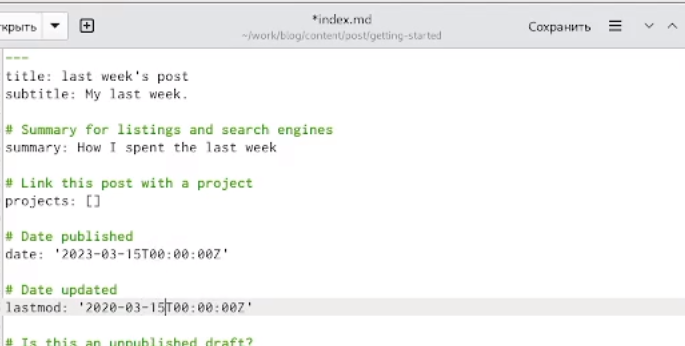 ткрыть
*index.md
~/work/blog/content/post/getting-started
Сохранить
---
title: last week's post
subtitle: My last week.
# Summary for listings and search engines
summary: How I spent the last week
# Link this post with a project
projects: []
# Date published
date: '2023-03-15T00:00:00Z'
# Date updated
lastmod: '2020-03-15T00:00:00Z'
# Is this an unpublished draft?